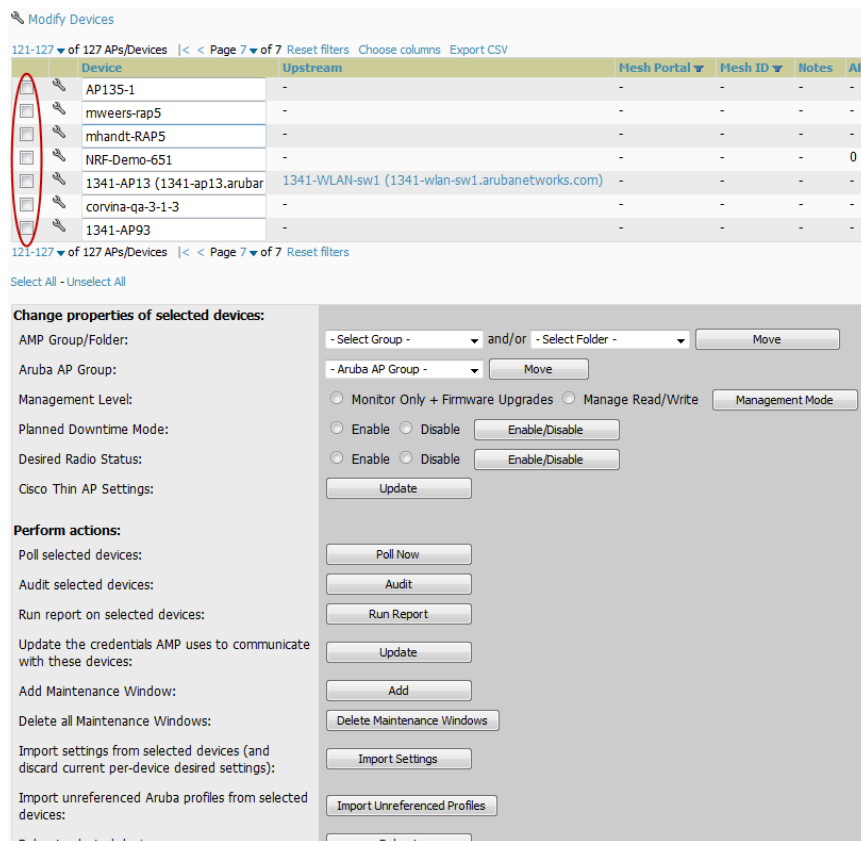 Modify Devices
121-127 of 127 APs/Devices |< < Page 7 of 7 Reset filters Choose columns Export CSV
Device Upstream Mesh Portal Mesh ID Notes
AP135-1 - - - - -
mweers-rap5 - - - - -
mhandt-RAP5 - - - - -
NRF-Demo-651 - - - - 0
1341-AP13 (1341-ap13.arubar 1341-WLAN-sw1 (1341-wlan-sw1.arubanetworks.com) - - - -
corvina-qa-3-1-3 - - - - -
1341-AP93 - - - - -
121-127 of 127 APs/Devices |< < Page 7 of 7 Reset filters
Select All - Unselect All
Change properties of selected devices:
AMP Group/Folder: - Select Group - and/or - Select Folder - Move
Aruba AP Group: - Aruba AP Group - Move
Management Level: Monitor Only + Firmware Upgrades Manage Read/Write Management Mode
Planned Downtime Mode: Enable Disable Enable/Disable
Desired Radio Status: Enable Disable Enable/Disable
Cisco Thin AP Settings: Update
Perform actions:
Poll selected devices: Poll Now
Audit selected devices: Audit
Run report on selected devices: Run Report
Update the credentials AMP uses to communicate
with these devices: Update
Add Maintenance Window: Add
Delete all Maintenance Windows: Delete Maintenance Windows
Import settings from selected devices (and
discard current per-device desired settings): Import Settings
Import unreferenced Aruba profiles from selected
devices: Import Unreferenced Profiles